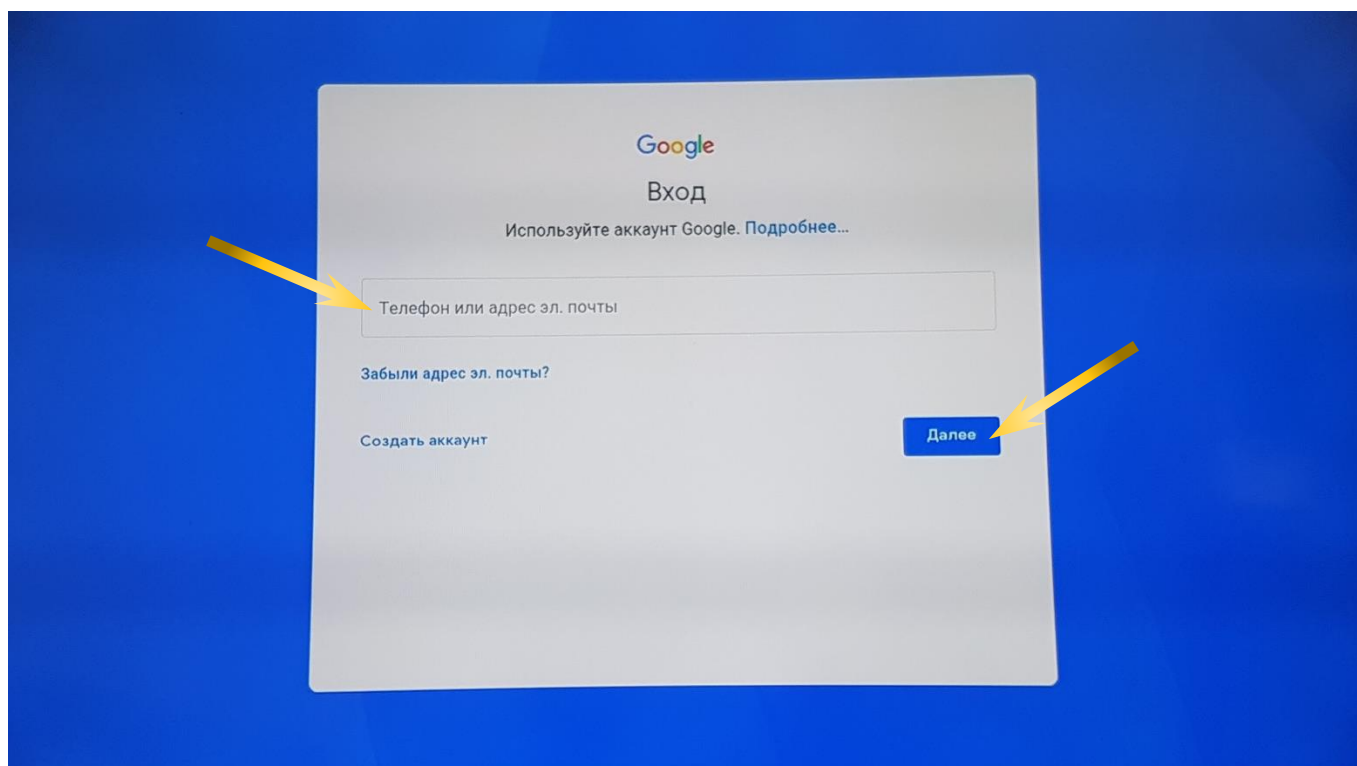 Google
Вход
Используйте аккаунт Google. Подробнее...
Телефон или адрес эл. почты
Забыли адрес эл. почты?
Создать аккаунт
Далее